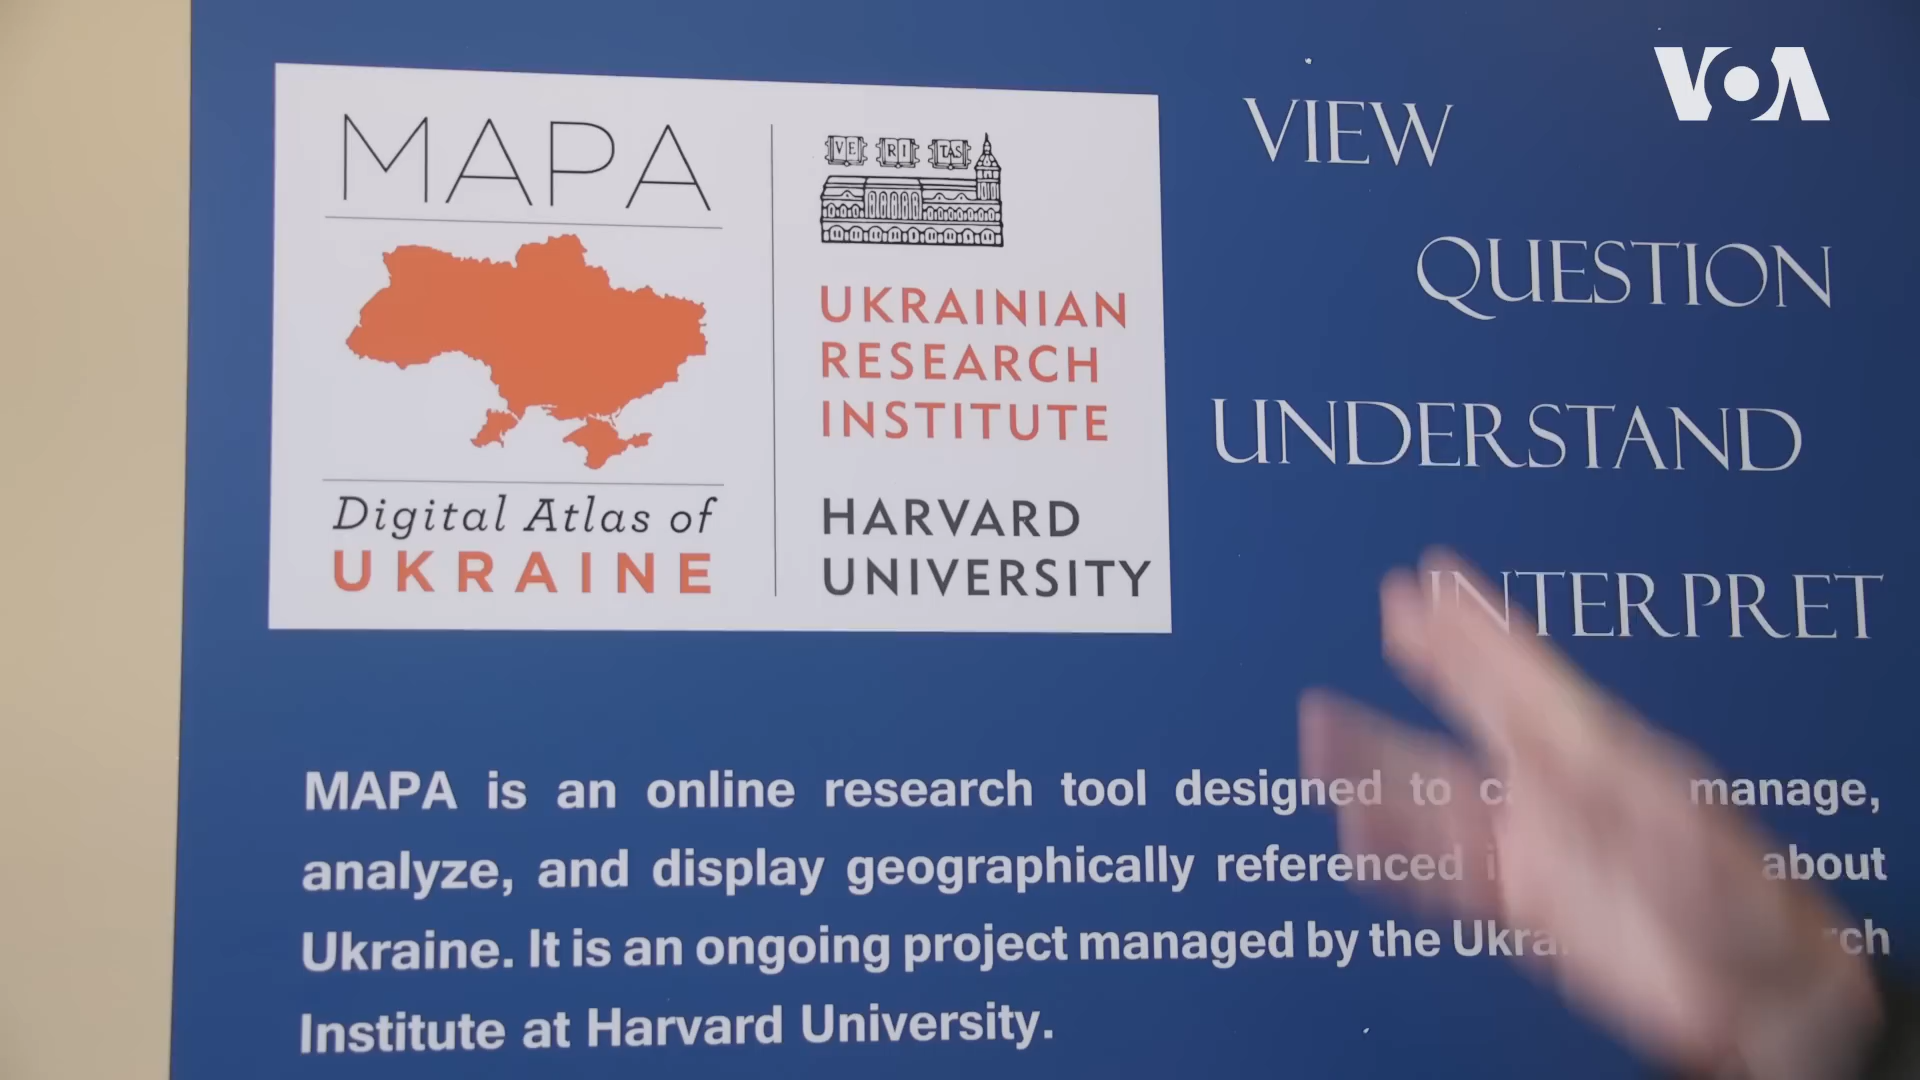 VOA
MAPA
Digital Atlas of
UKRAINE
VE RI TAS
UKRAINIAN
RESEARCH
INSTITUTE
HARVARD
UNIVERSITY
VIEW
QUESTION
UNDERSTAND
INTERPRET
MAPA is an online research tool designed to manage,
analyze, and display geographically referenced about
Ukraine. It is an ongoing project managed by the
Institute at Harvard University.